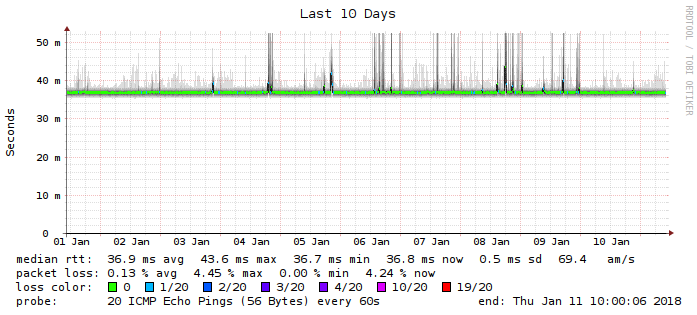 Last 10 Days
RRDTOOL / TOBI OETIKER
Seconds
50 m
40 m
30 m
20 m
10 m
0
01 Jan 02 Jan 03 Jan 04 Jan 05 Jan 06 Jan 07 Jan 08 Jan 09 Jan 10 Jan
median rtt: 36.9 ms avg 43.6 ms max 36.7 ms min 36.8 ms now 0.5 ms sd 69.4 am/s
packet loss: 0.13 % avg 4.45 % max 0.00 % min 4.24 % now
loss color: 0 1/20 2/20 3/20 4/20 10/20 19/20
probe: 20 ICMP Echo Pings (56 Bytes) every 60s end: Thu Jan 11 10:00:06 2018